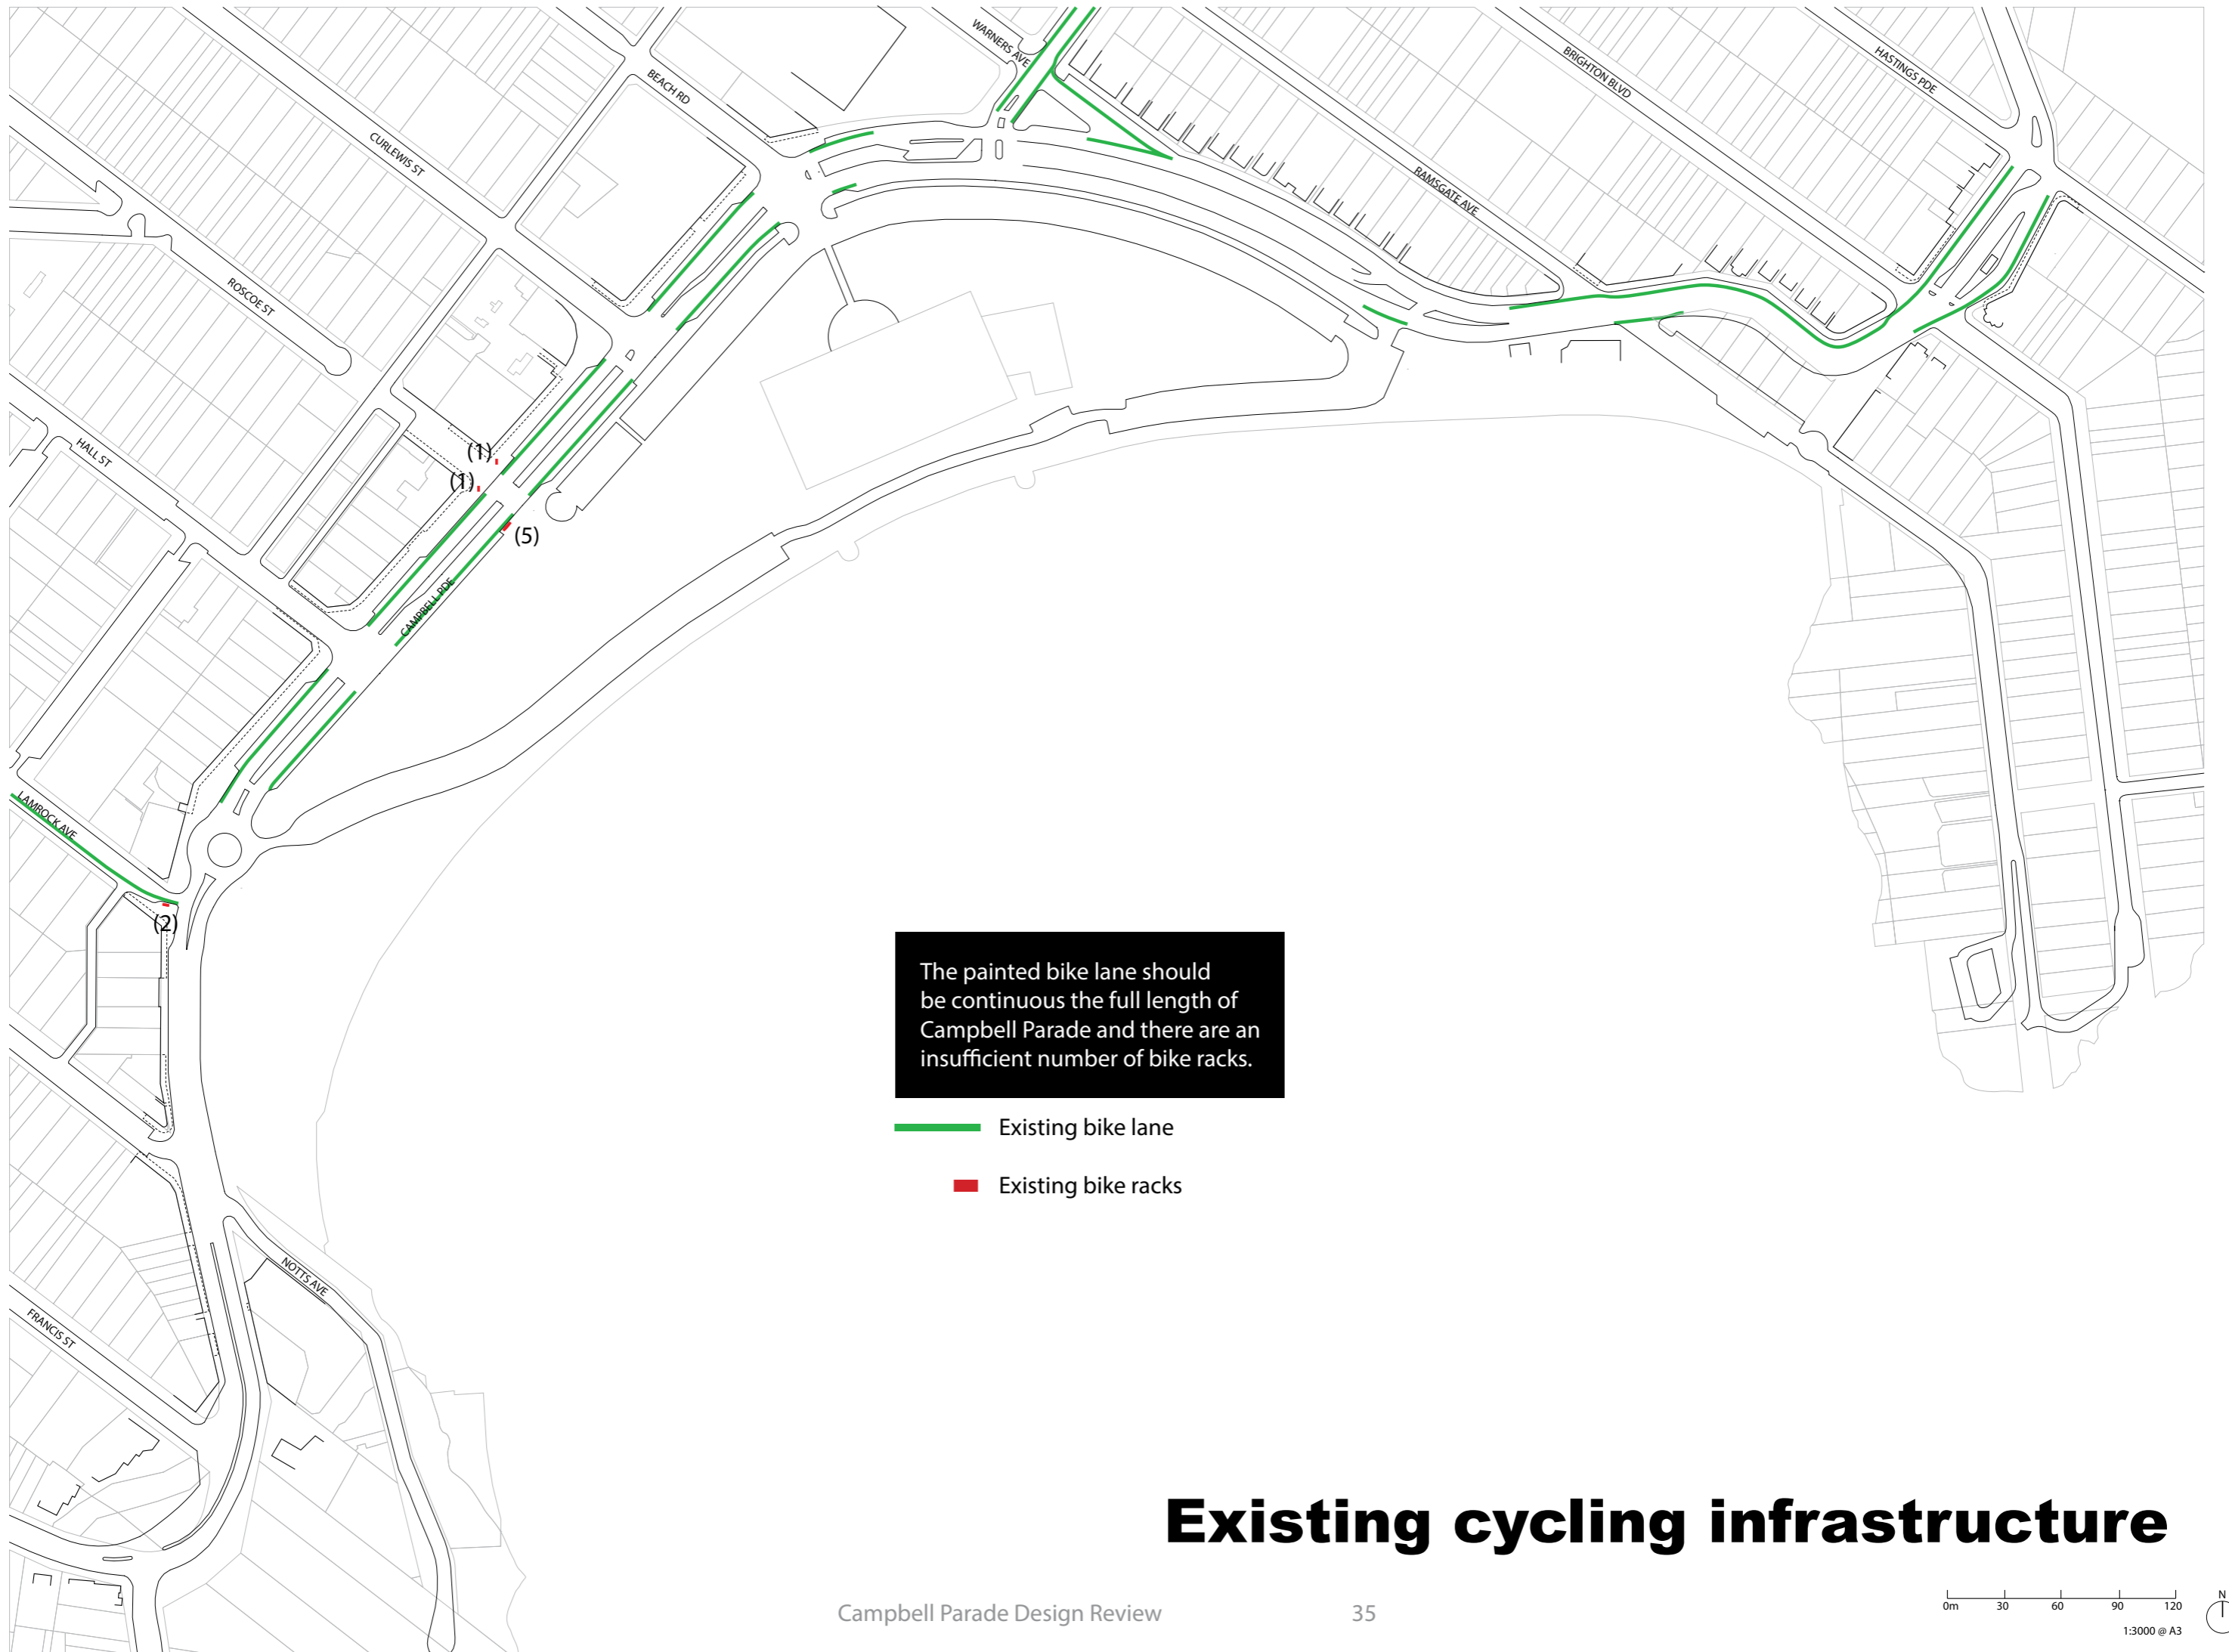 WARNERS AVE
BEACH RD
BRIGHTON BLVD
HASTINGS PDE
CURLEWIS ST
RAMSGATE AVE
ROSCOE ST
HALL ST
(1)
(1)
(5)
CAMPBELL PDE
LAMROCK AVE
(2)
The painted bike lane should
be continuous the full length of
Campbell Parade and there are an
insufficient number of bike racks.
Existing bike lane
Existing bike racks
NOTTS AVE
FRANCIS ST
Existing cycling infrastructure
Campbell Parade Design Review 35
0m 30 60 90 120
N
1:3000 @ A3